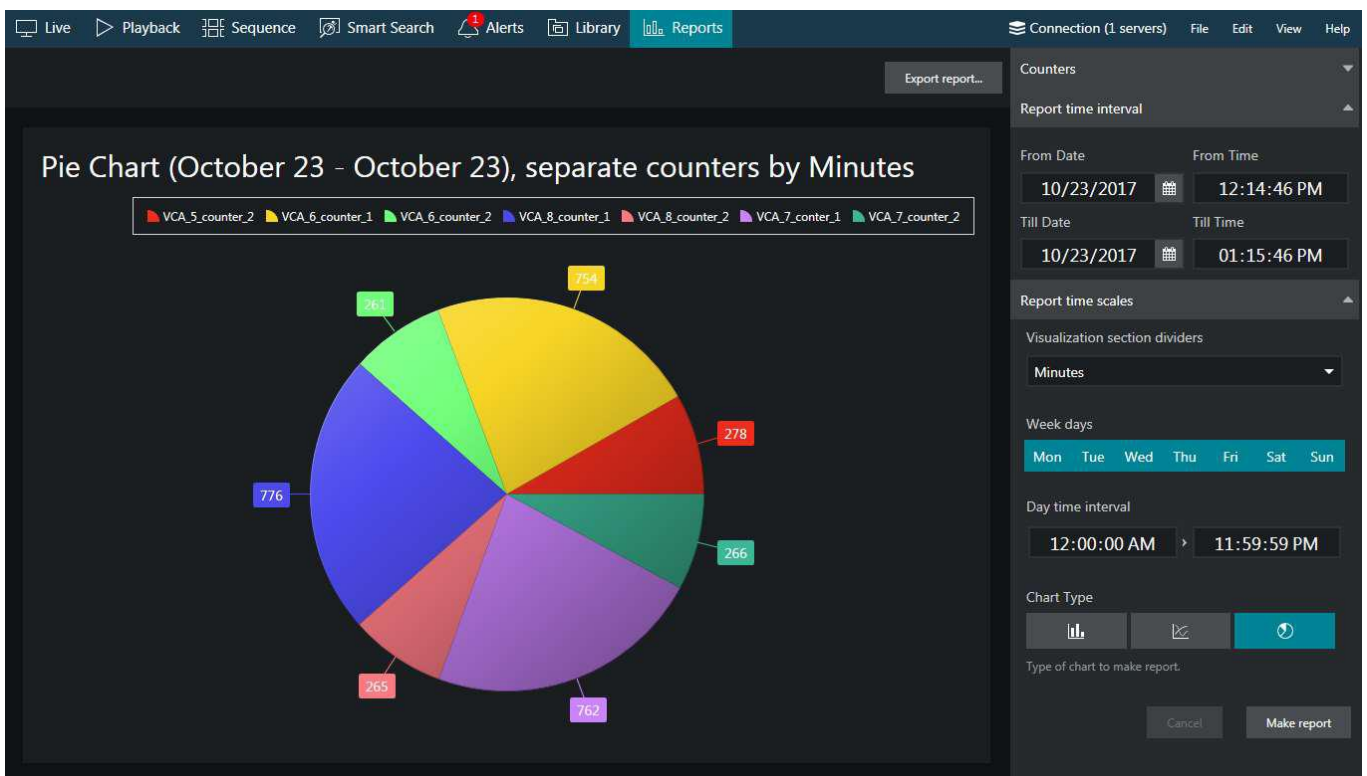 Live Playback Sequence Smart Search 1 Alerts Library Reports Connection (1 servers) File Edit View Help
Export report...
Pie Chart (October 23 - October 23), separate counters by Minutes
VCA_5_counter_2 VCA_6_counter_1 VCA_6_counter_2 VCA_8_counter_1 VCA_8_counter_2 VCA_7_conter_1 VCA_7_counter_2
754
261
278
776
266
265
762
Counters
Report time interval
From Date From Time
10/23/2017 12:14:46 PM
Till Date Till Time
10/23/2017 01:15:46 PM
Report time scales
Visualization section dividers
Minutes
Week days
Mon Tue Wed Thu Fri Sat Sun
Day time interval
12:00:00 AM › 11:59:59 PM
Chart Type
Type of chart to make report.
Cancel Make report